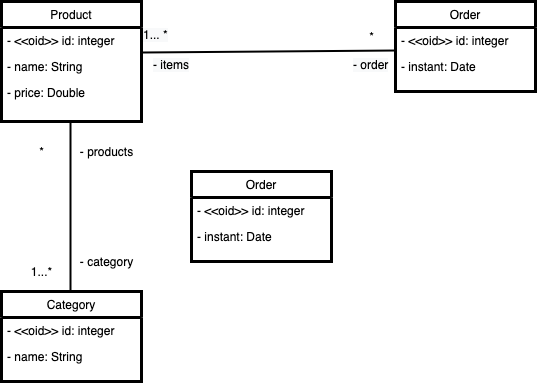 Product
- <<oid>> id: integer
- name: String
- price: Double
1... *
*
- items
- order
Order
- <<oid>> id: integer
- instant: Date
*
- products
- category
1...*
Order
- <<oid>> id: integer
- instant: Date
Category
- <<oid>> id: integer
- name: String